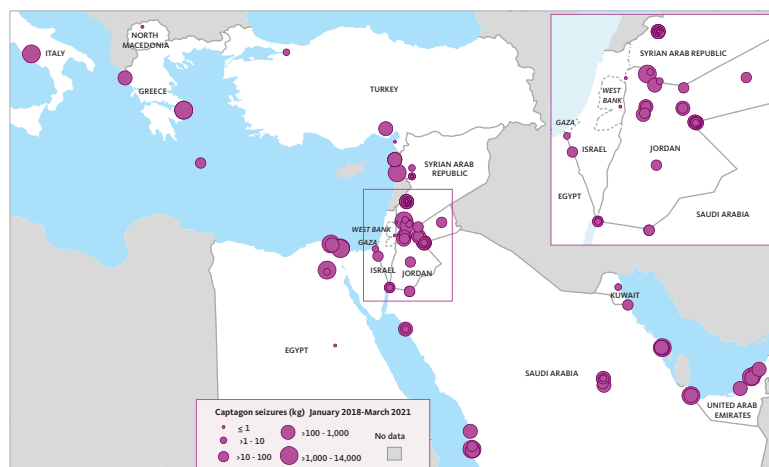 NORTH
MACEDONIA
ITALY
GREECE
TURKEY
SYRIAN ARAB
REPUBLIC
WEST BANK
GAZA
ISRAEL
JORDAN
EGYPT
SAUDI ARABIA
KUWAIT
UNITED ARAB
EMIRATES
SYRIAN ARAB REPUBLIC
WEST
BANK
GAZA
ISRAEL
JORDAN
EGYPT
SAUDI ARABIA
Captagon seizures (kg) January 2018-March 2021
≤ 1
>1 - 10
>10 - 100
>100 - 1,000
>1,000 - 14,000
No data